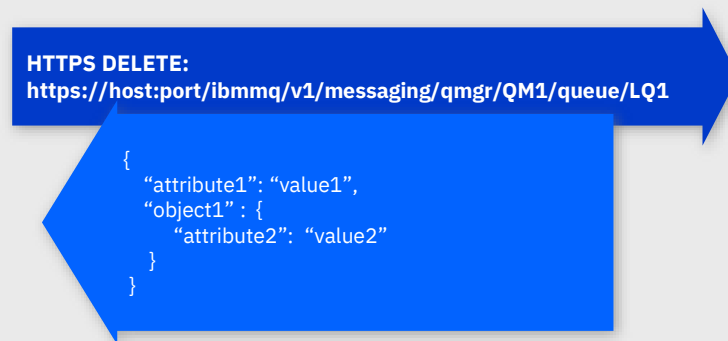 HTTPS DELETE:
https://host:port/ibmmq/v1/messaging/qmgr/QM1/queue/LQ1
{
“attribute1”: “value1”,
“object1” : {
“attribute2”: “value2”
}
}